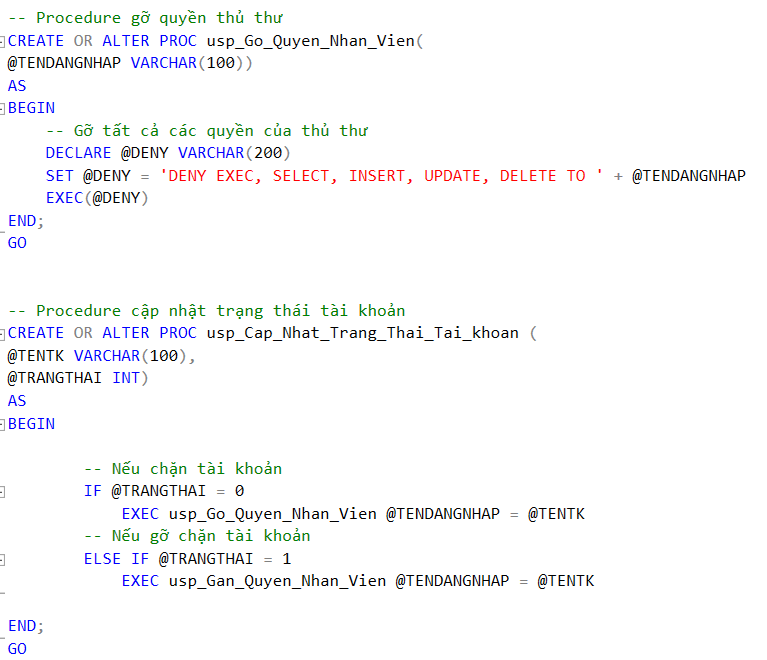 -- Procedure gỡ quyền thủ thư
CREATE OR ALTER PROC usp_Go_Quyen_Nhan_Vien(
@TENDANGNHAP VARCHAR(100))
AS
BEGIN
-- Gỡ tất cả các quyền của thủ thư
DECLARE @DENY VARCHAR(200)
SET @DENY = 'DENY EXEC, SELECT, INSERT, UPDATE, DELETE TO ' + @TENDANGNHAP
EXEC(@DENY)
END;
GO
-- Procedure cập nhật trạng thái tài khoản
CREATE OR ALTER PROC usp_Cap_Nhat_Trang_Thai_Tai_khoan (
@TENTK VARCHAR(100),
@TRANGTHAI INT)
AS
BEGIN
-- Nếu chặn tài khoản
IF @TRANGTHAI = 0
EXEC usp_Go_Quyen_Nhan_Vien @TENDANGNHAP = @TENTK
-- Nếu gỡ chặn tài khoản
ELSE IF @TRANGTHAI = 1
EXEC usp_Gan_Quyen_Nhan_Vien @TENDANGNHAP = @TENTK
END;
GO